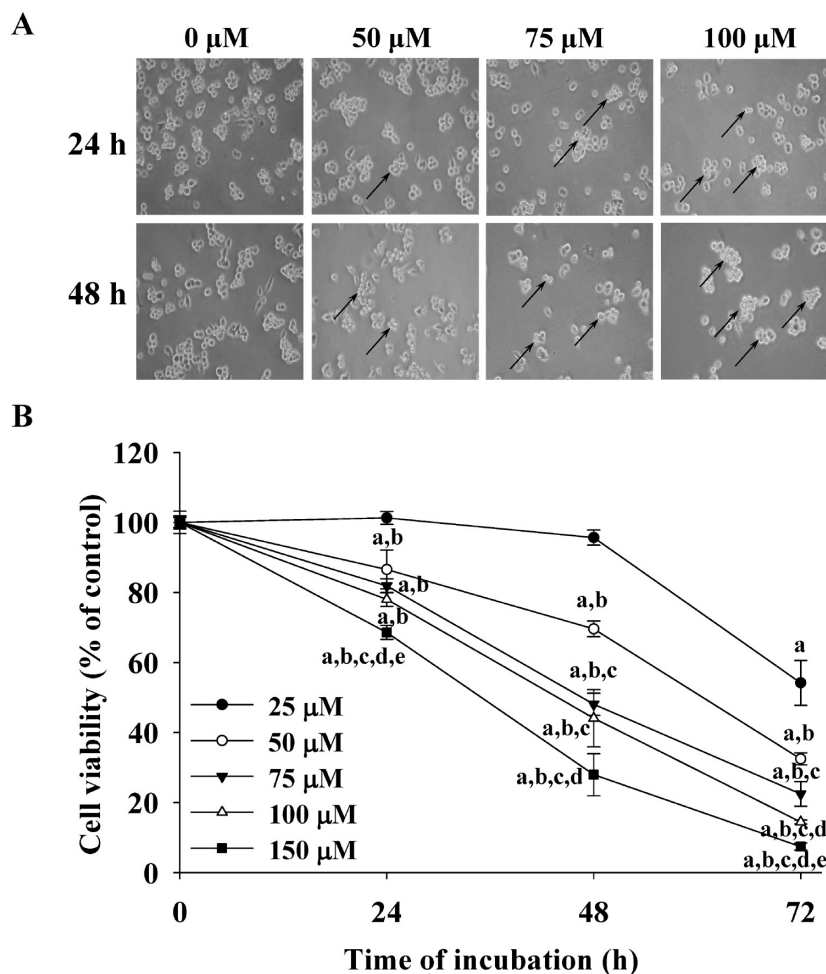 A
0 μM 50 μM 75 μM 100 μM
24 h
48 h
B
Cell viability (% of control)
120
100
80
60
40
20
0
a,b
a,b
a,b
a,b,c,d,e
a,b
a,b,c
a,b,c
a,b,c,d
a
a,b
a,b,c
a,b,c,d
a,b,c,d,e
25 μM
50 μM
75 μM
100 μM
150 μM
0 24 48 72
Time of incubation (h)